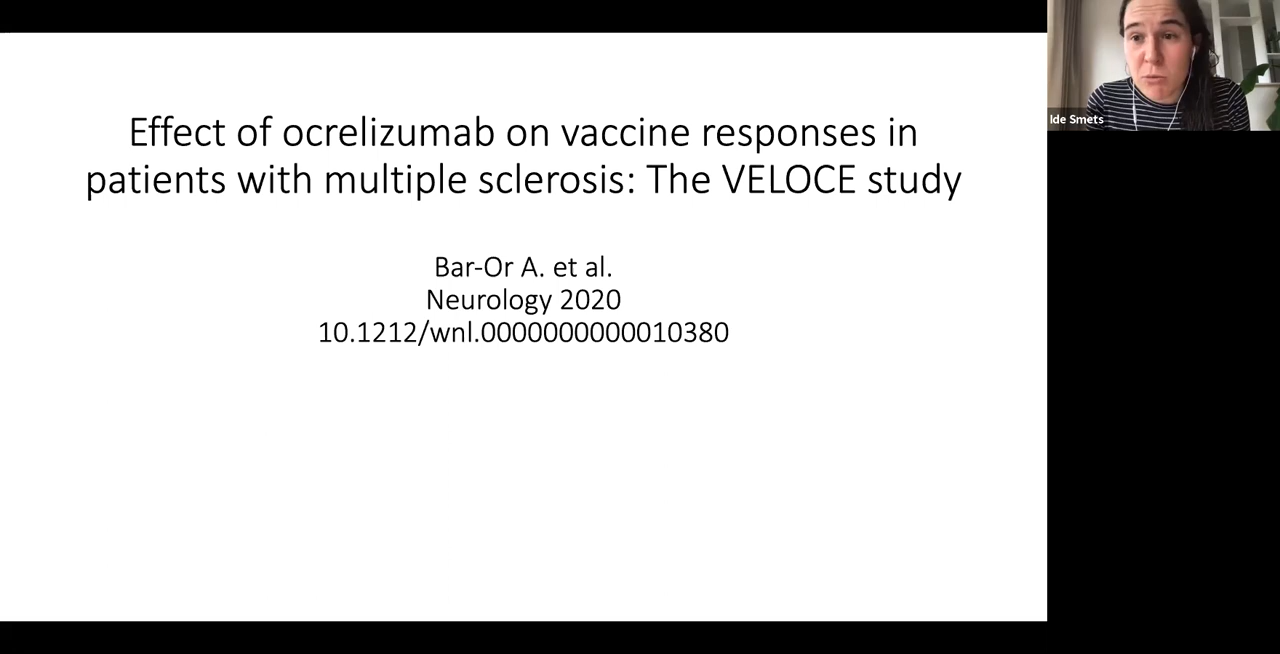 Effect of ocrelizumab on vaccine responses in
patients with multiple sclerosis: The VELOCE study
Bar-Or A. et al.
Neurology 2020
10.1212/wnl.0000000000010380
Ide Smets